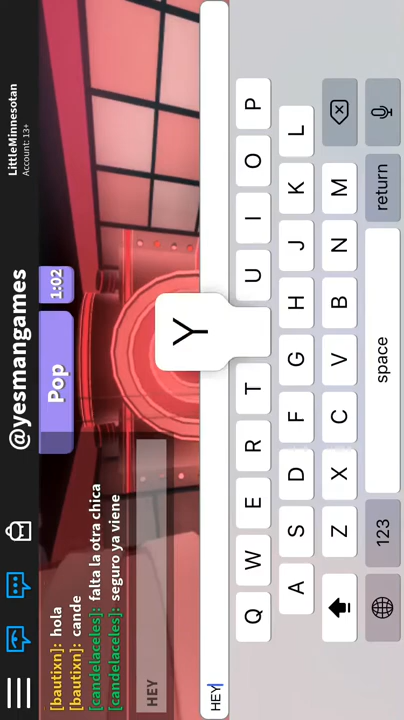 @yesmangames
LittleMinnesotan
Account: 13+
Pop
1:02
[bautixn]: hola
[bautixn]: cande
[candelaceles]: falta la otra chica
[candelaceles]: seguro ya viene
HEY
HEY
Y
Q W E R T U I O P
A S D F G H J K L
Z X C V B N M
123 space return